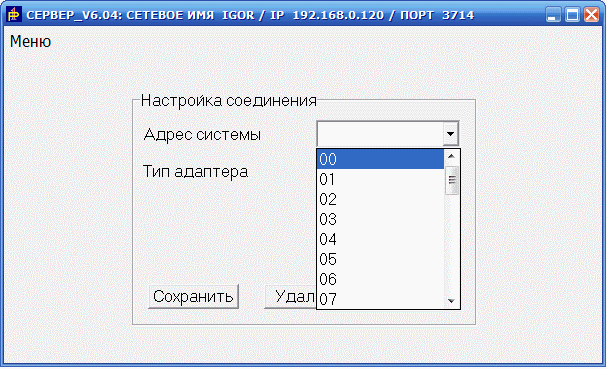 СЕРВЕР_V6.04: СЕТЕВОЕ ИМЯ IGOR / IP 192.168.0.120 / ПОРТ 3714
Меню
Настройка соединения
Адрес системы
Тип адаптера
00
01
02
03
04
05
06
07
Сохранить Удал